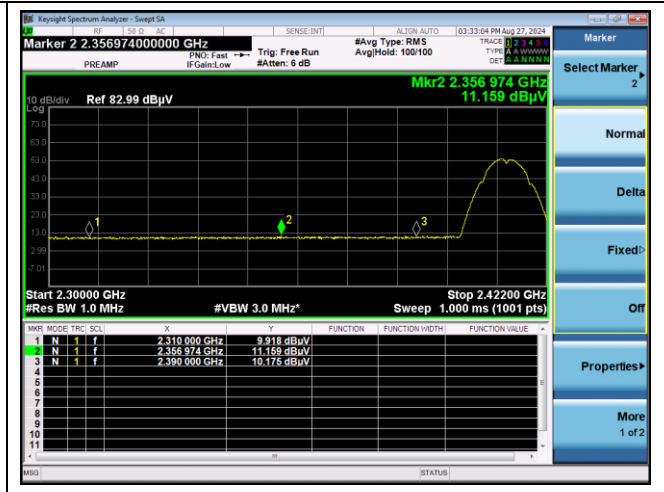 Keysight Spectrum Analyzer - Swept SA
RF 50 Ω AC SENSE:INT ALIGN AUTO 03:33:04 PM Aug 27, 2024
Marker 2 2.356974000000 GHz
PNO: Fast
IFGain:Low
Trig: Free Run
#Atten: 6 dB
#Avg Type: RMS
Avg|Hold: 100/100
TRACE 1 2 3 4 5 6
TYPE A A WWWW
DET A A N N N N
PREAMP
Mkr2 2.356 974 GHz
11.159 dBµV
10 dB/div Ref 82.99 dBµV
Log
73.0
63.0
53.0
43.0
33.0
23.0
13.0
2.99
-7.01
1
2
3
Start 2.30000 GHz Stop 2.42200 GHz
#Res BW 1.0 MHz #VBW 3.0 MHz* Sweep 1.000 ms (1001 pts)
MKR MODE TRC SCL X Y FUNCTION FUNCTION WIDTH FUNCTION VALUE
1 N 1 f 2.310 000 GHz 9.918 dBuV
2 N 1 f 2.356 974 GHz 11.159 dBuV
3 N 1 f 2.390 000 GHz 10.175 dBuV
4
5
6
7
8
9
10
11
MSG STATUS
Marker
Select Marker
2
Normal
Delta
Fixed
Off
Properties
More
1 of 2